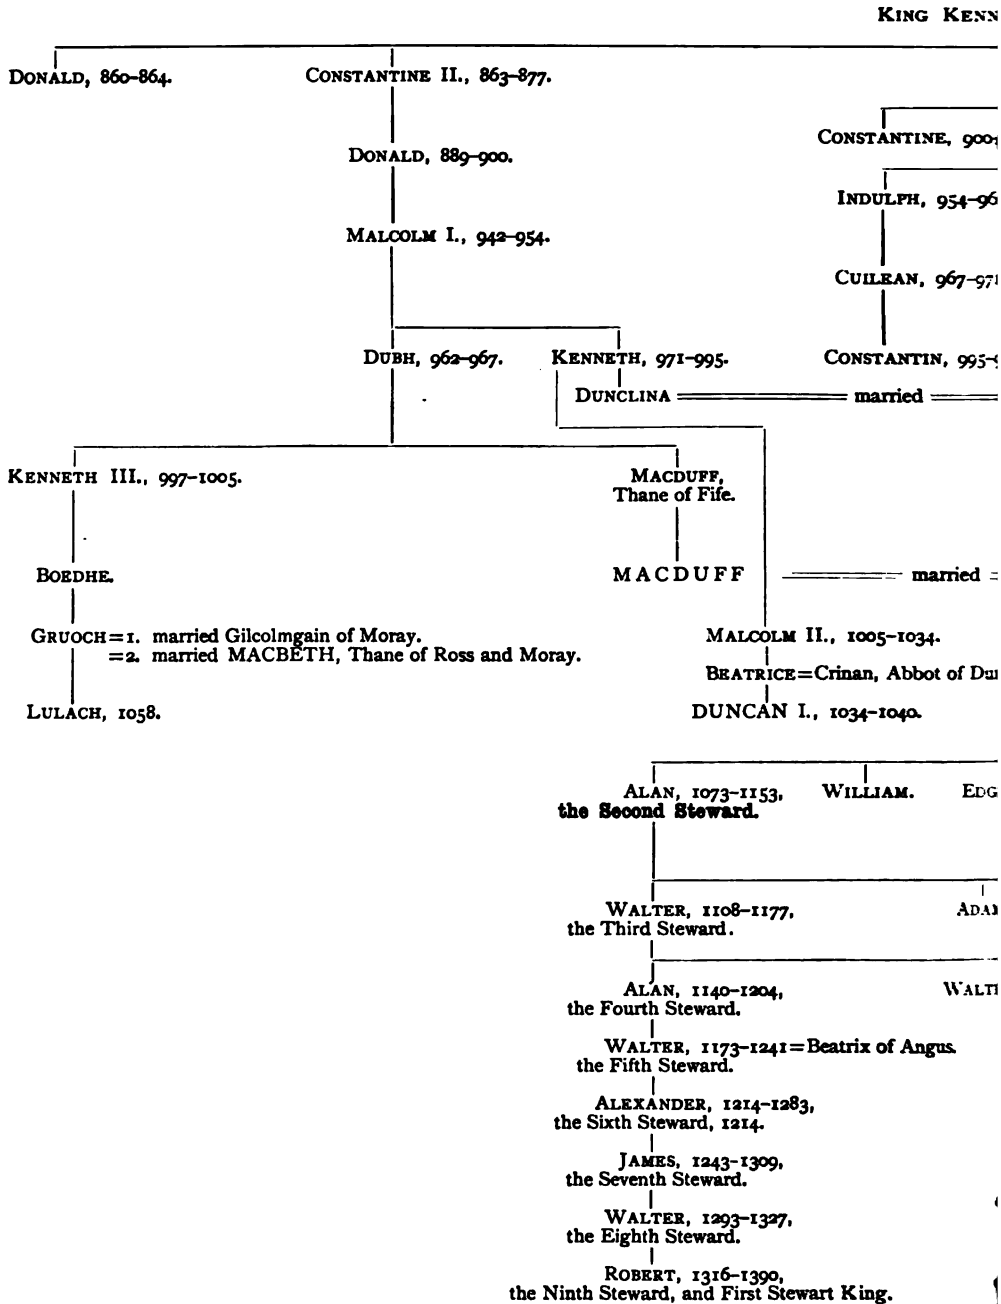 KING KENN
DONALD, 860-864.
CONSTANTINE II., 863-877.
CONSTANTINE, 900-
DONALD, 889-900.
INDULPH, 954-96
MALCOLM I., 942-954.
CUILEAN, 967-971
DUBH, 962-967.
KENNETH, 971-995.
CONSTANTIN, 995-
DUNCLINA
married
KENNETH III., 997-1005.
MACDUFF,
Thane of Fife.
BOEDHE.
MACDUFF
married
GRUOCH=1. married Gilcolmgain of Moray.
=2. married MACBETH, Thane of Ross and Moray.
MALCOLM II., 1005-1034.
BEATRICE=Crinan, Abbot of Du
LULACH, 1058.
DUNCAN I., 1034-1040.
ALAN, 1073-1153,
the Second Steward.
WILLIAM.
EDG
WALTER, 1108-1177,
the Third Steward.
ADA
ALAN, 1140-1204,
the Fourth Steward.
WALT
WALTER, 1173-1241=Beatrix of Angus.
the Fifth Steward.
ALEXANDER, 1214-1283,
the Sixth Steward, 1214.
JAMES, 1243-1309,
the Seventh Steward.
WALTER, 1293-1327,
the Eighth Steward.
ROBERT, 1316-1390,
the Ninth Steward, and First Stewart King.